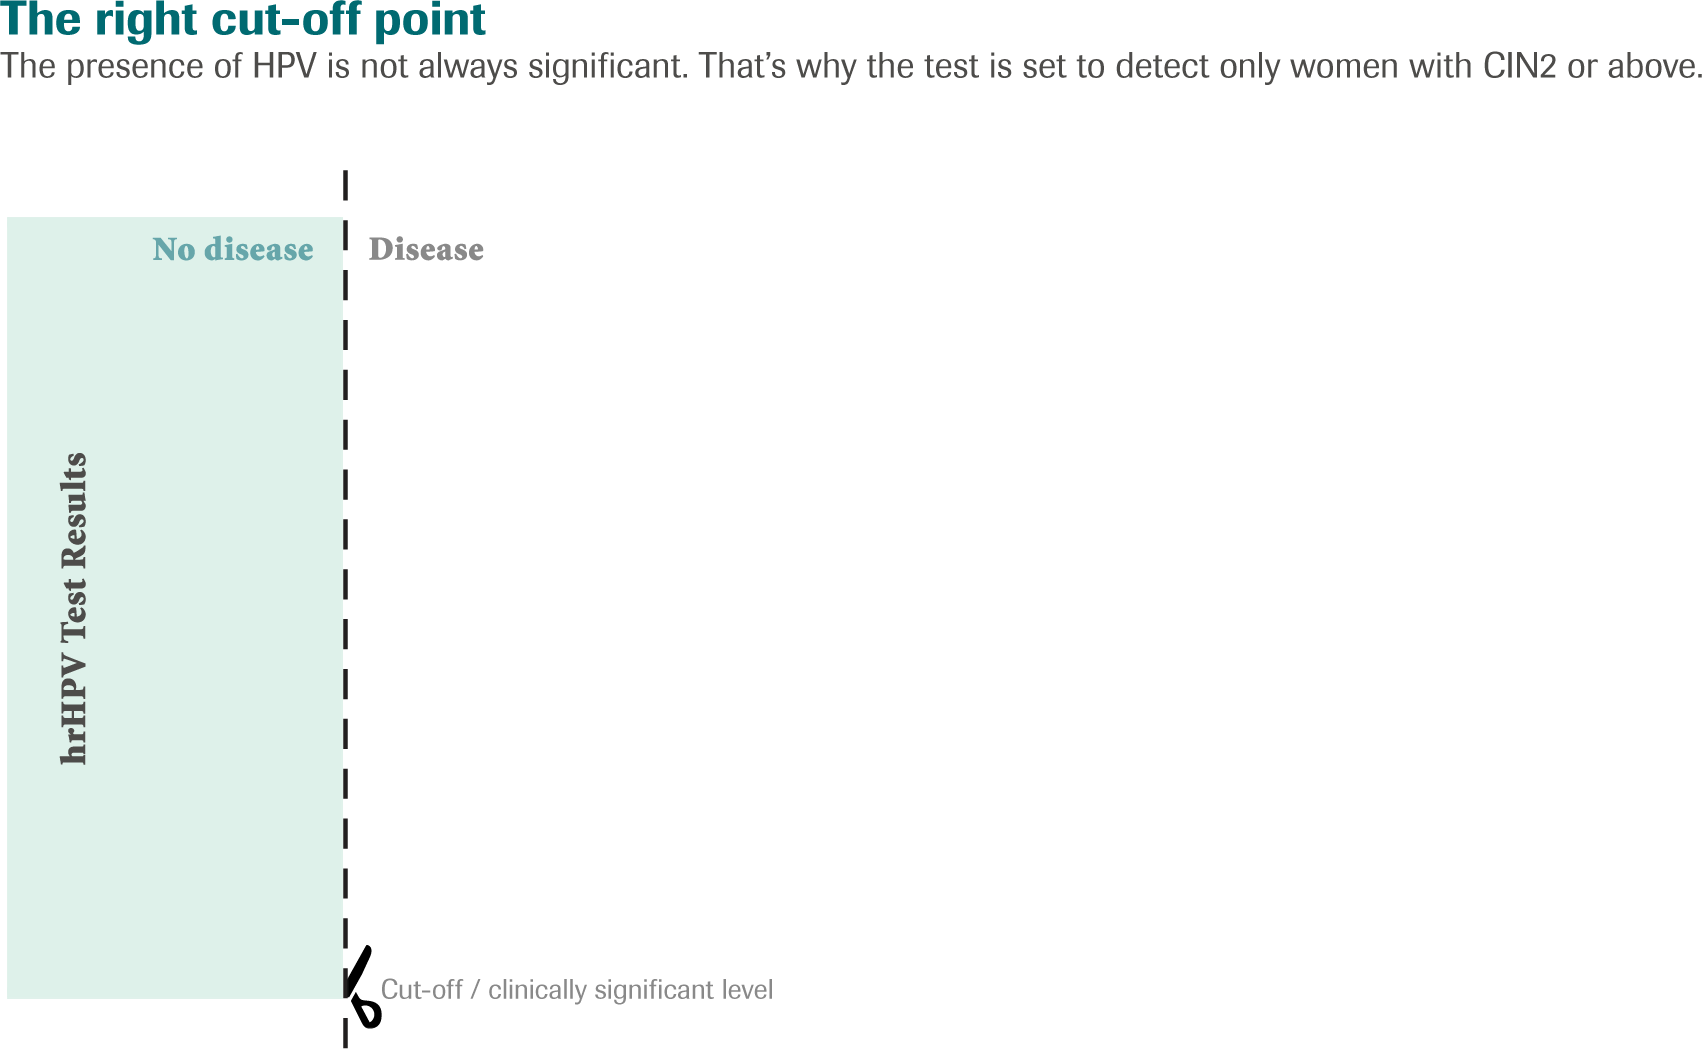 The right cut-off point
The presence of HPV is not always significant. That’s why the test is set to detect only women with CIN2 or above.
No disease
Disease
hrHPV Test Results
Cut-off / clinically significant level